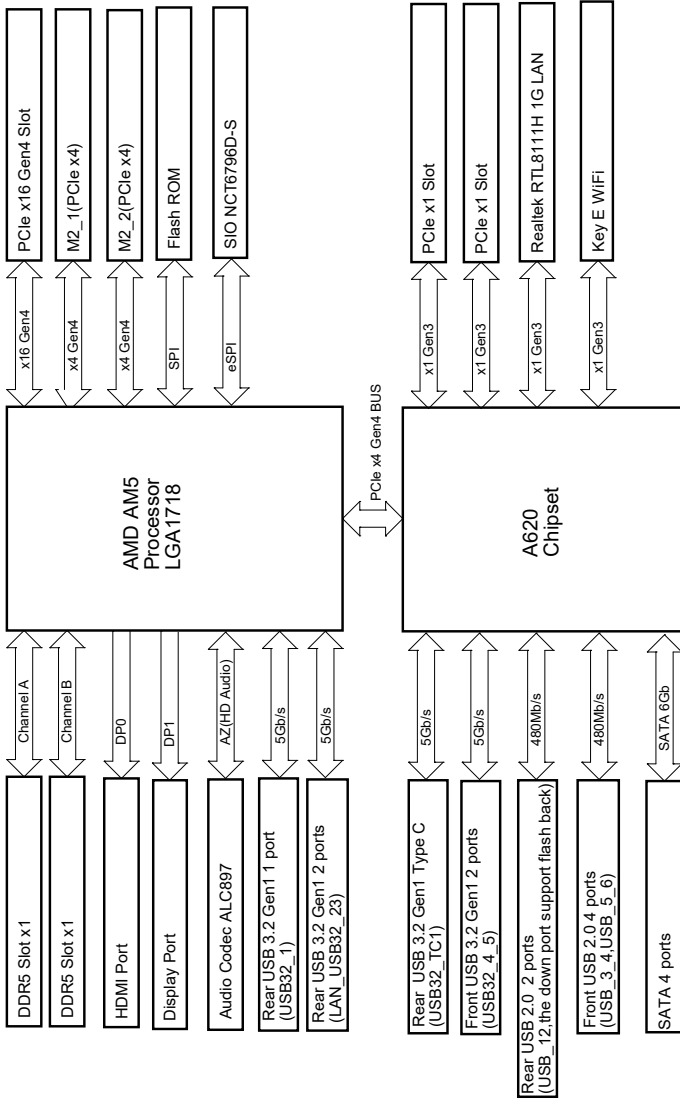 DDR5 Slot x1
Channel A
DDR5 Slot x1
Channel B
HDMI Port
DP0
Display Port
DP1
Audio Codec ALC897
AZ(HD Audio)
Rear USB 3.2 Gen1 1 port
(USB32_1)
5Gb/s
Rear USB 3.2 Gen1 2 ports
(LAN_USB32_23)
5Gb/s
AMD AM5
Processor
LGA1718
x16 Gen4
PCIe x16 Gen4 Slot
x4 Gen4
M2_1(PCIe x4)
x4 Gen4
M2_2(PCIe x4)
SPI
Flash ROM
eSPI
SIO NCT6796D-S
PCIe x4 Gen4 BUS
Rear USB 3.2 Gen1 Type C
(USB32_TC1)
5Gb/s
Front USB 3.2 Gen1 2 ports
(USB32_4_5)
5Gb/s
Rear USB 2.0 2 ports
(USB_12,the down port support flash back)
480Mb/s
Front USB 2.0 4 ports
(USB_3_4,USB_5_6)
480Mb/s
SATA 4 ports
SATA 6Gb
A620
Chipset
x1 Gen3
PCIe x1 Slot
x1 Gen3
PCIe x1 Slot
x1 Gen3
Realtek RTL8111H 1G LAN
x1 Gen3
Key E WiFi